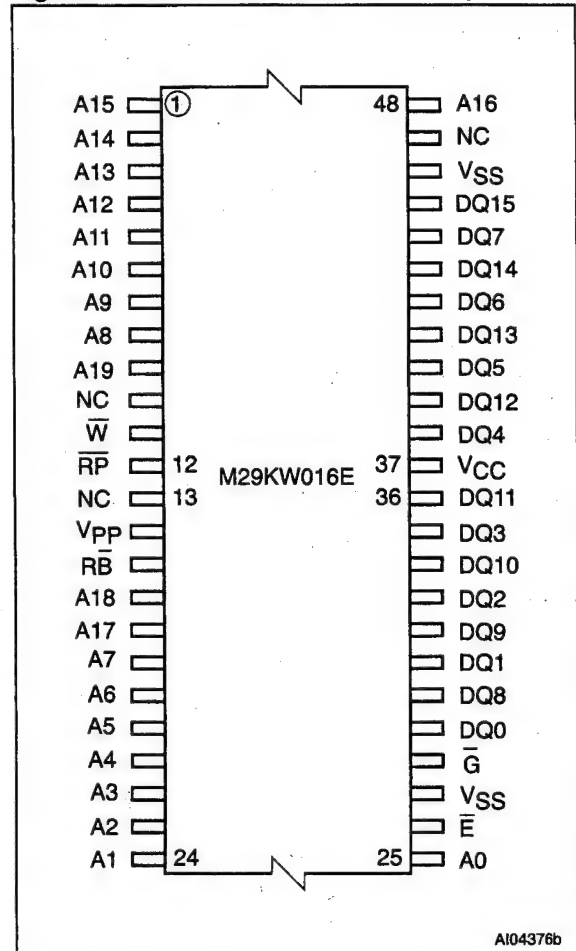 A15 ① 48 A16
A14 NC
A13 VSS
A12 DQ15
A11 DQ7
A10 DQ14
A9 DQ6
A8 DQ13
A19 DQ5
NC DQ12
W̅ DQ4
R̅P̅ 12 37 VCC
M29KW016E
NC 13 36 DQ11
VPP DQ3
RB̅ DQ10
A18 DQ2
A17 DQ9
A7 DQ1
A6 DQ8
A5 DQ0
A4 G̅
A3 VSS
A2 E̅
A1 24 25 A0
AI04376b